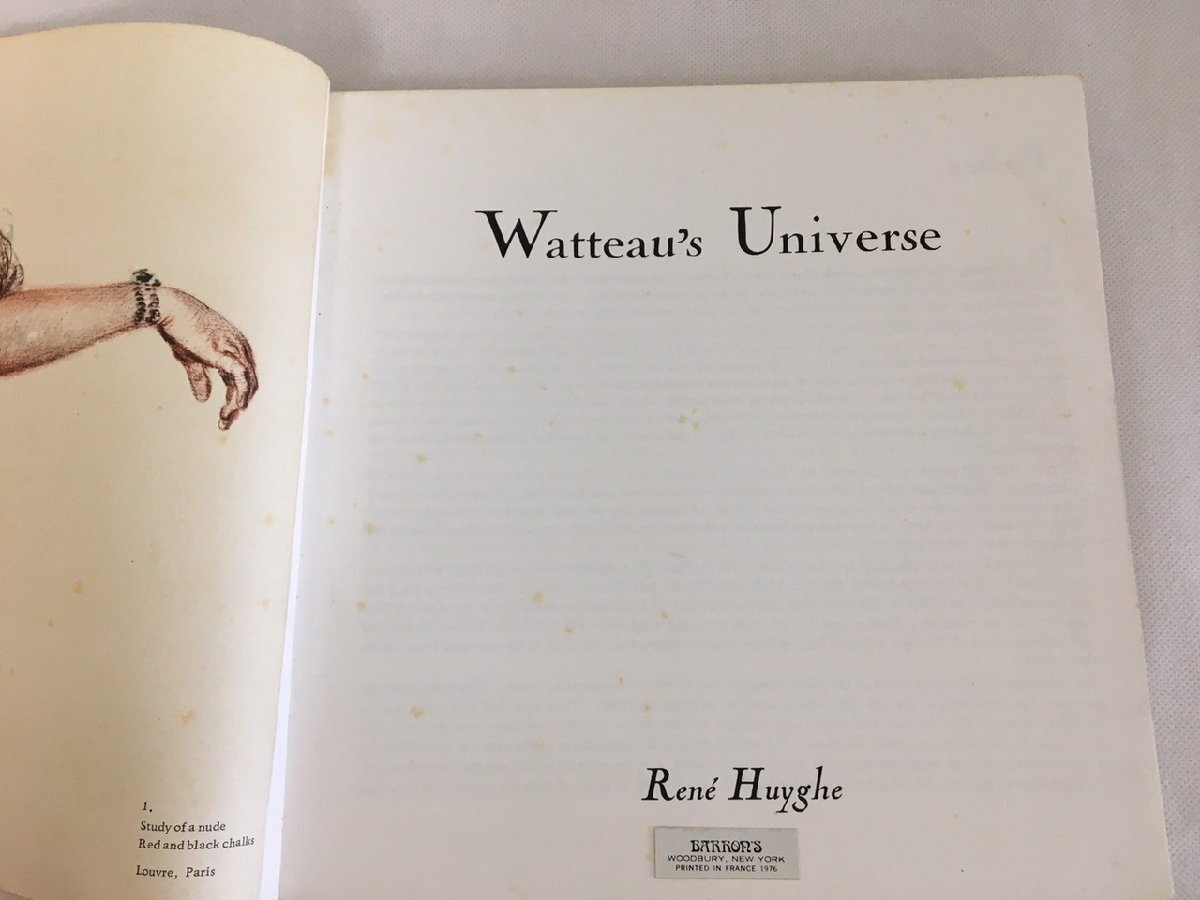 1.
Study of a nude
Red and black chalks
Louvre, Paris
Watteau's Universe
René Huyghe
BARRON'S
WOODBURY, NEW YORK
PRINTED IN FRANCE 1976